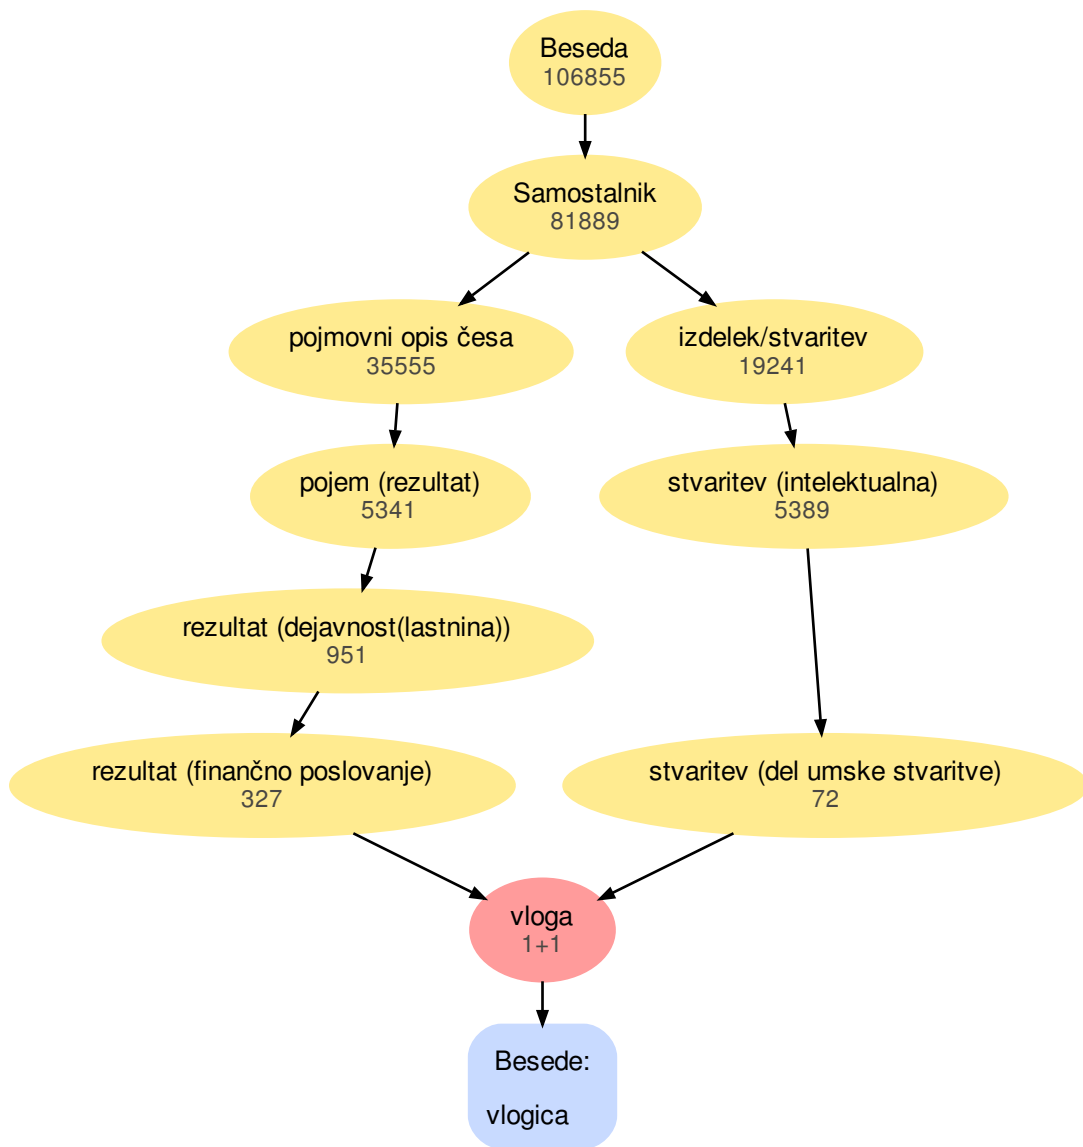 Beseda
106855
Samostalnik
81889
pojmovni opis česa
35555
izdelek/stvaritev
19241
pojem (rezultat)
5341
stvaritev (intelektualna)
5389
rezultat (dejavnost(lastnina))
951
rezultat (finančno poslovanje)
327
stvaritev (del umske stvaritve)
72
vloga
1+1
Besede:
vlogica